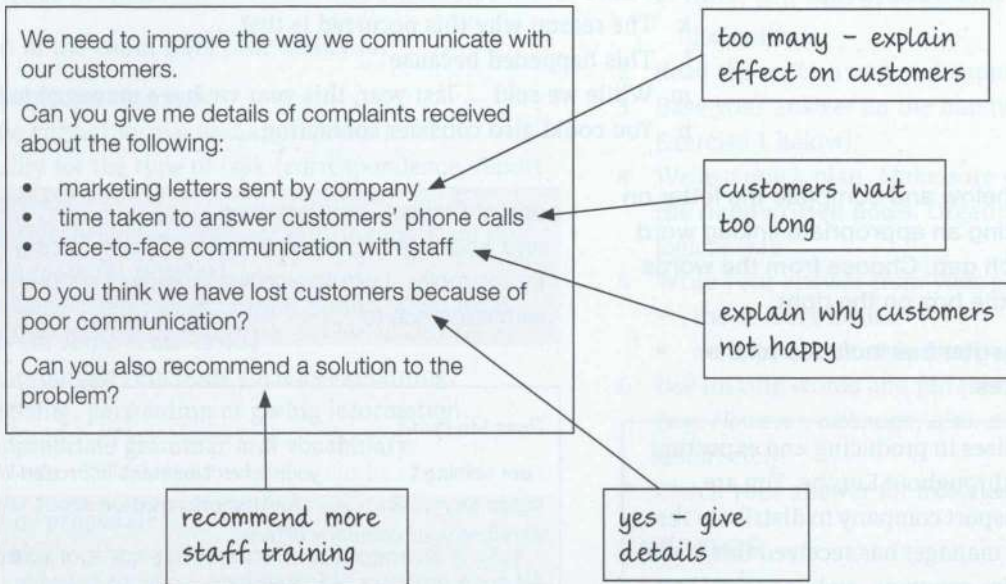 We need to improve the way we communicate with
our customers.
Can you give me details of complaints received
about the following:
• marketing letters sent by company
• time taken to answer customers' phone calls
• face-to-face communication with staff
Do you think we have lost customers because of
poor communication?
Can you also recommend a solution to the
problem?
too many – explain
effect on customers
customers wait
too long
explain why customers
not happy
yes – give
details
recommend more
staff training